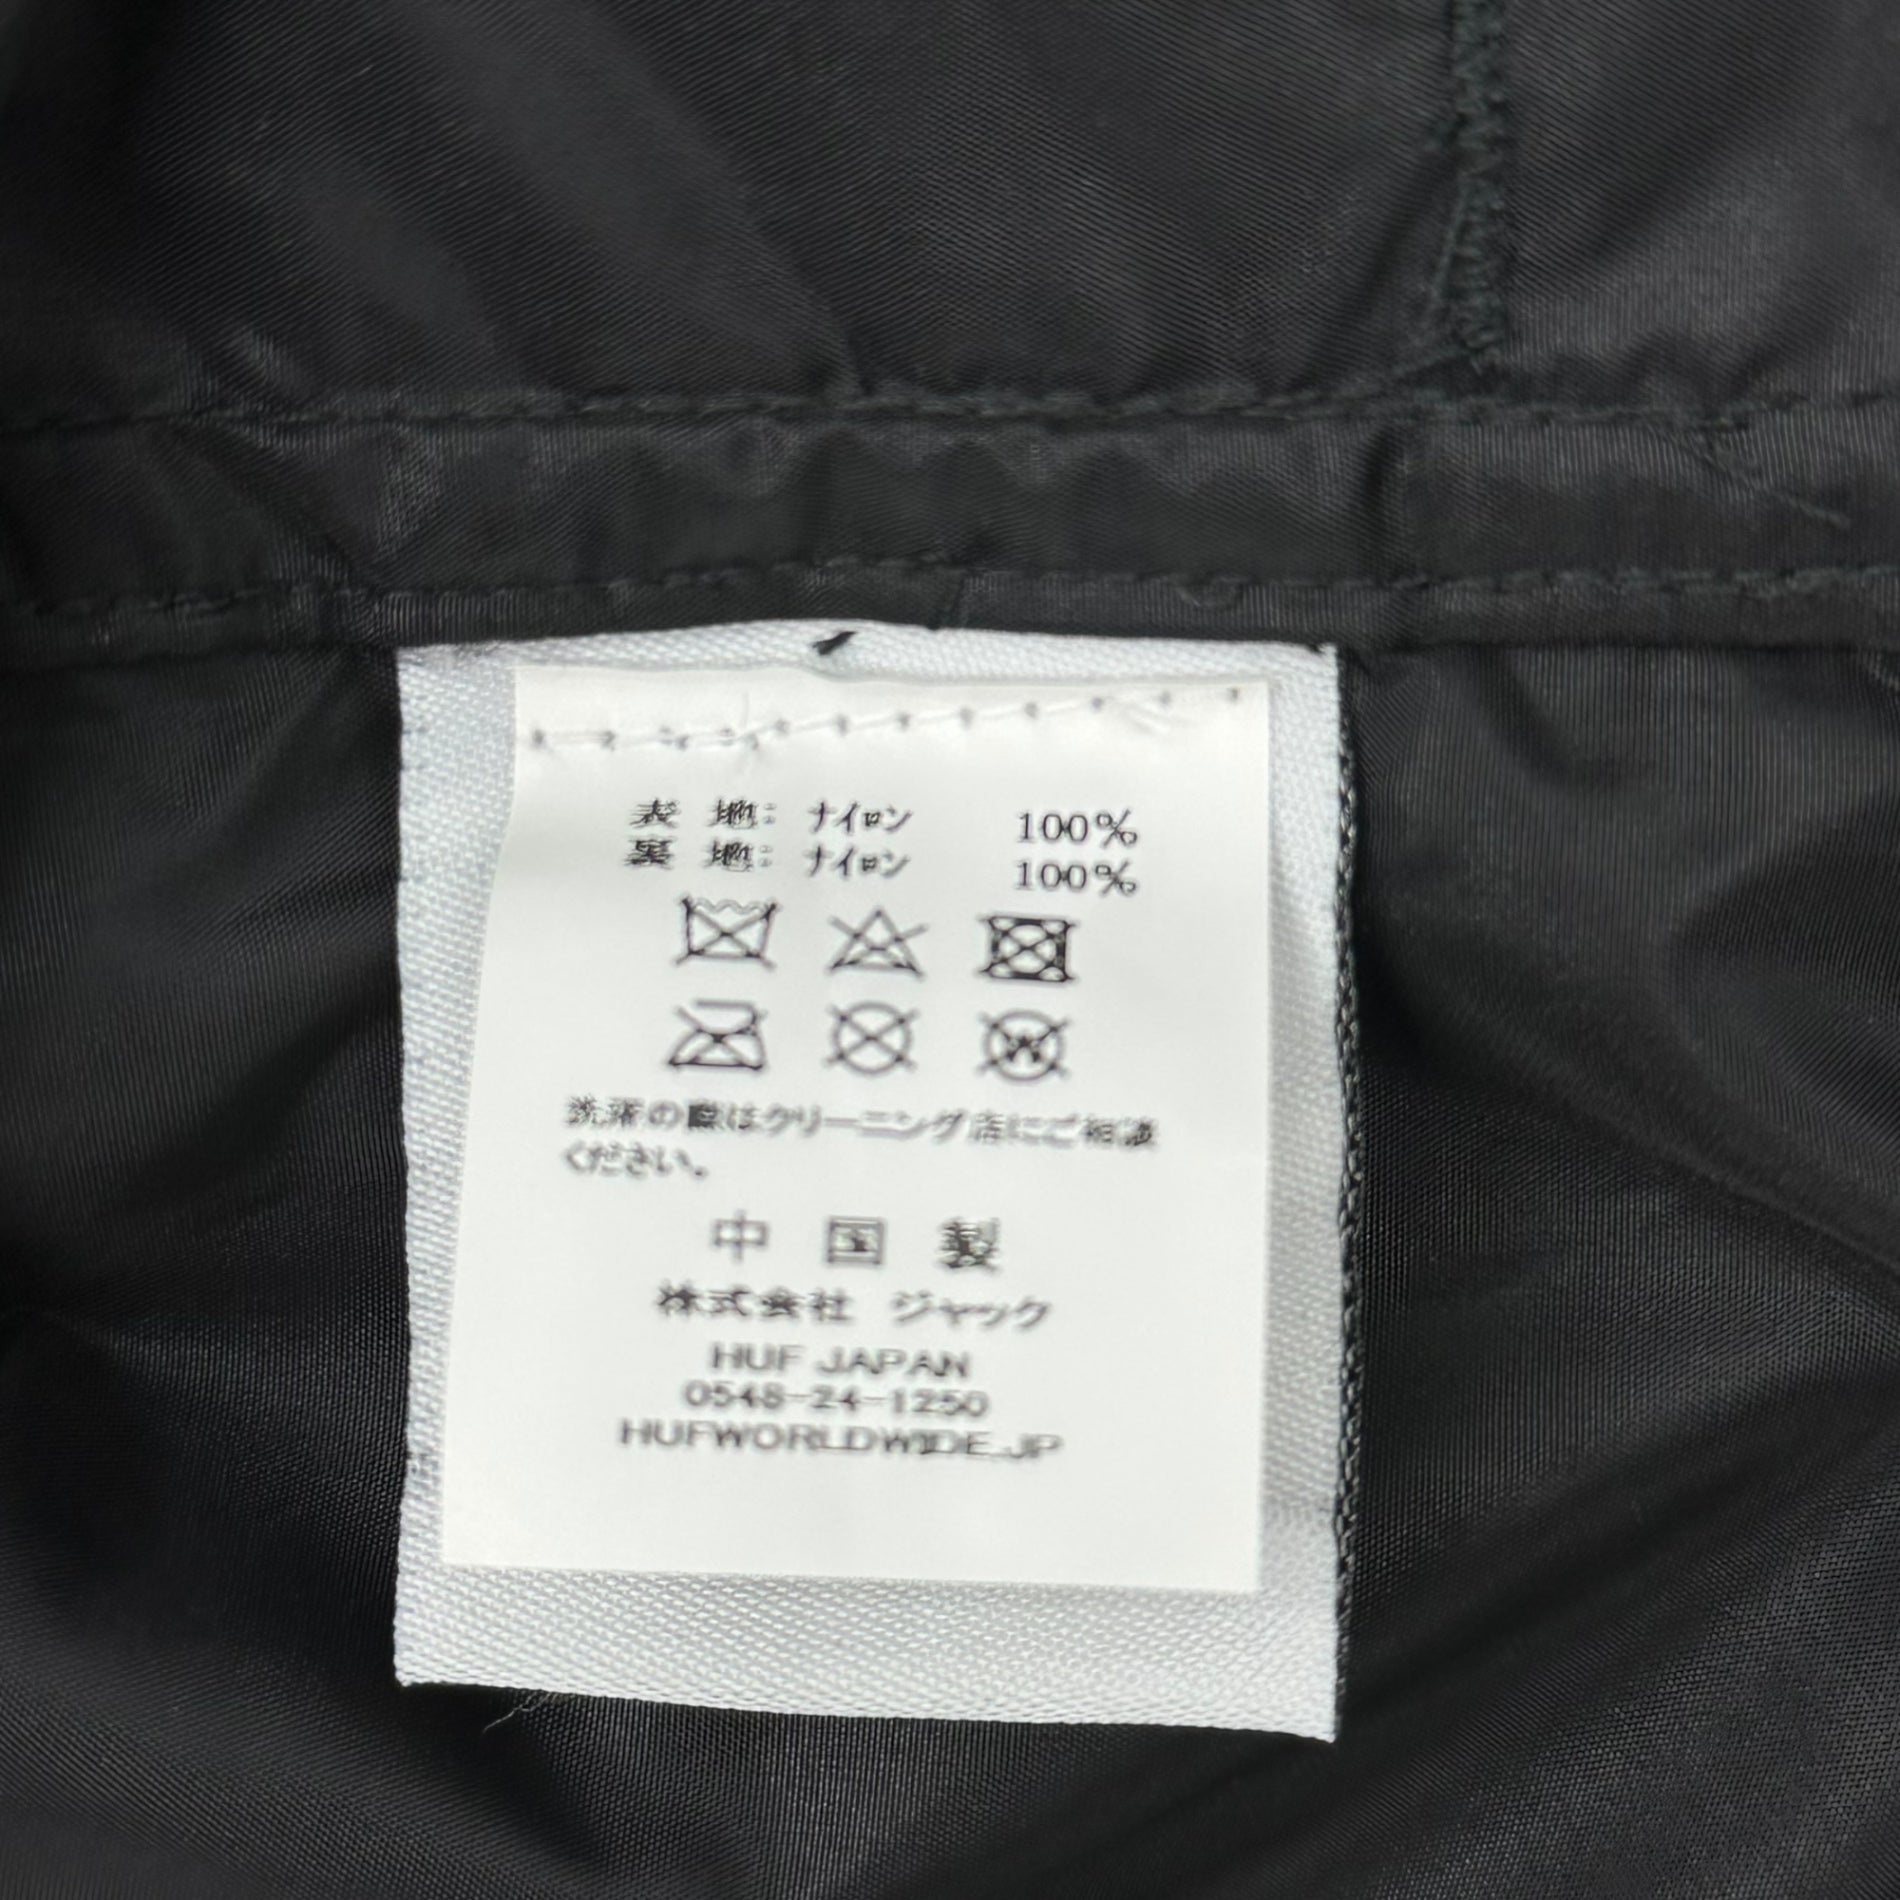 表 地: ナイロン 100%
裏 地: ナイロン 100%
洗濯の際はクリーニング店にご相談
ください。
中 国 製
株式会社 ジャック
HUF JAPAN
0548-24-1250
HUFWORLDWIDE.JP